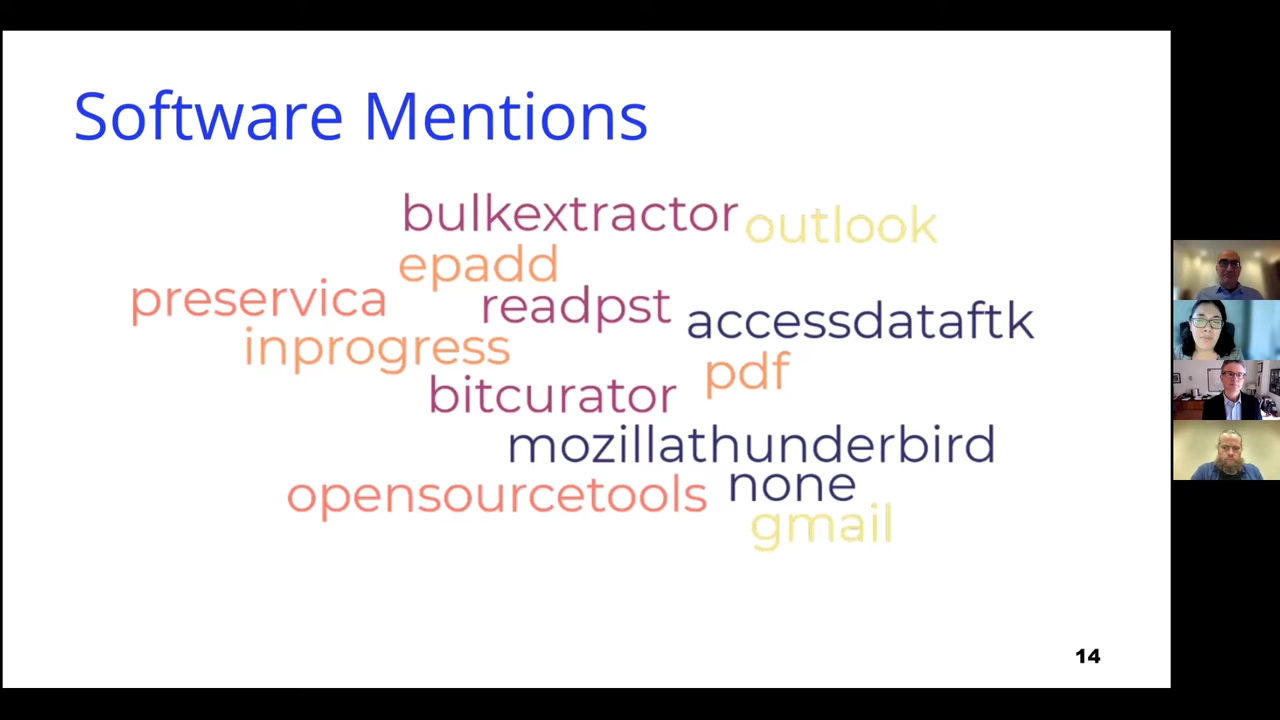 Software Mentions
bulkextractor outlook
epadd
preservica readpst accessdataftk
inprogress pdf
bitcurator
mozillathunderbird
opensourcetools none
gmail
14